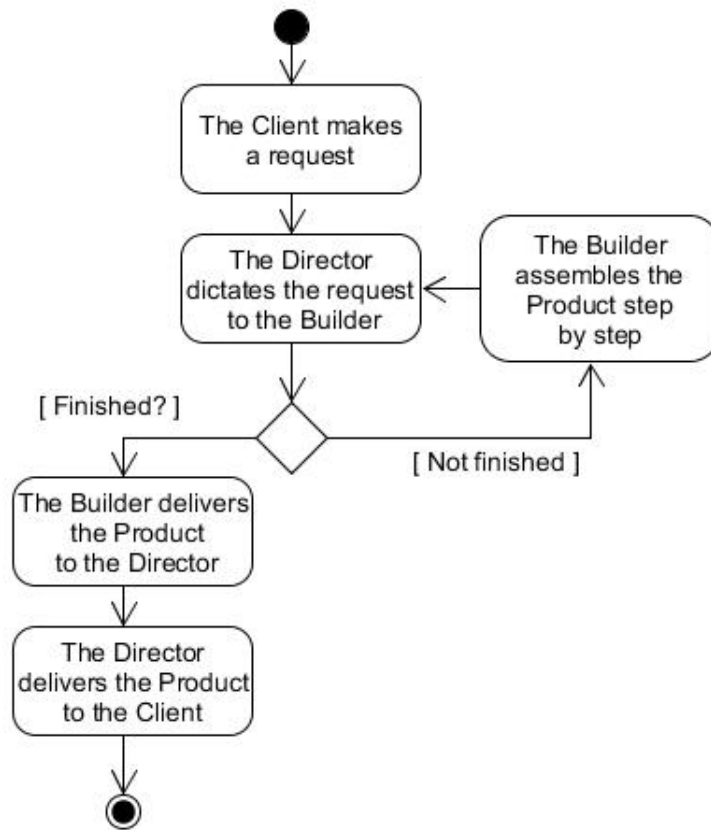 The Client makes
a request
The Director
dictates the request
to the Builder
The Builder
assembles the
Product step
by step
[ Finished? ]
[ Not finished ]
The Builder delivers
the Product
to the Director
The Director
delivers the Product
to the Client